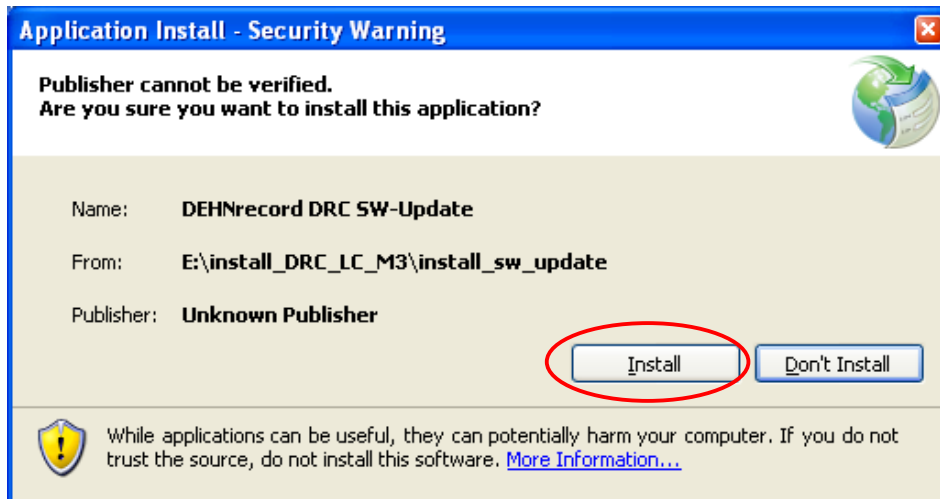 Application Install - Security Warning
Publisher cannot be verified.
Are you sure you want to install this application?
Name: DEHNrecord DRC SW-Update
From: E:\install_DRC_LC_M3\install_sw_update
Publisher: Unknown Publisher
Install Don't Install
While applications can be useful, they can potentially harm your computer. If you do not
trust the source, do not install this software. More Information...